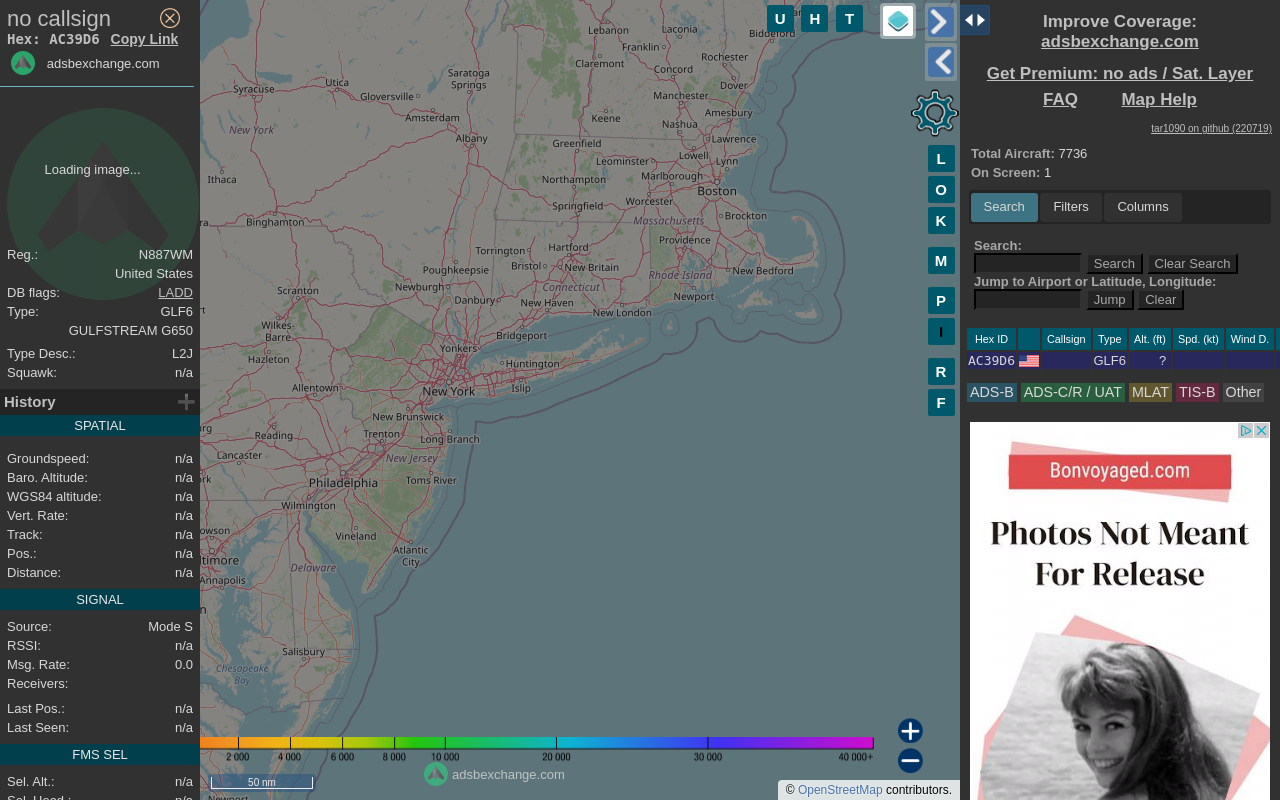 no callsign
Hex: AC39D6 Copy Link
adsbexchange.com
Loading image...
Reg.: N887WM
United States
DB flags: LADD
Type: GLF6
GULFSTREAM G650
Type Desc.: L2J
Squawk: n/a
History
SPATIAL
Groundspeed: n/a
Baro. Altitude: n/a
WGS84 altitude: n/a
Vert. Rate: n/a
Track: n/a
Pos.: n/a
Distance: n/a
SIGNAL
Source: Mode S
RSSI: n/a
Msg. Rate: 0.0
Receivers:
Last Pos.: n/a
Last Seen: n/a
FMS SEL
Sel. Alt.: n/a
U H T
Lebanon
Laconia
Biddeford
Franklin
Rochester
Claremont
Concord
Dover
Saratoga
Springs
Utica
Syracuse
Gloversville
Manchester
Amesbury
Amsterdam
Keene
Nashua
New York
Albany
Greenfield
Lowell
Lawrence
Leominster
Lynn
Ithaca
Northampton
Marlborough
Boston
Worcester
Springfield
Brockton
Binghamton
Massachusetts
Providence
Torrington
Hartford
Poughkeepsie
Bristol
New Britain
New Bedford
Rhode Island
Scranton
Newburgh
Connecticut
Danbury
New Haven
Newport
New London
Wilkes-
Barre
Bridgeport
Hazleton
Yonkers
Huntington
Allentown
New York
Islip
New Brunswick
Reading
Trenton
Long Branch
Lancaster
New Jersey
Philadelphia
Toms River
Wilmington
Vineland
Atlantic
City
Delaware
Annapolis
Salisbury
Chesapeake
Bay
L
O
K
M
P
I
R
F
2 000 4 000 6 000 8 000 10 000 20 000 30 000 40 000+
50 nm
adsbexchange.com
© OpenStreetMap contributors.
Improve Coverage:
adsbexchange.com
Get Premium: no ads / Sat. Layer
FAQ Map Help
tar1090 on github (220719)
Total Aircraft: 7736
On Screen: 1
Search Filters Columns
Search:
Search Clear Search
Jump to Airport or Latitude, Longitude:
Jump Clear
Hex ID Callsign Type Alt. (ft) Spd. (kt) Wind D.
AC39D6 GLF6 ?
ADS-B ADS-C/R / UAT MLAT TIS-B Other
Bonvoyaged.com
Photos Not Meant
For Release